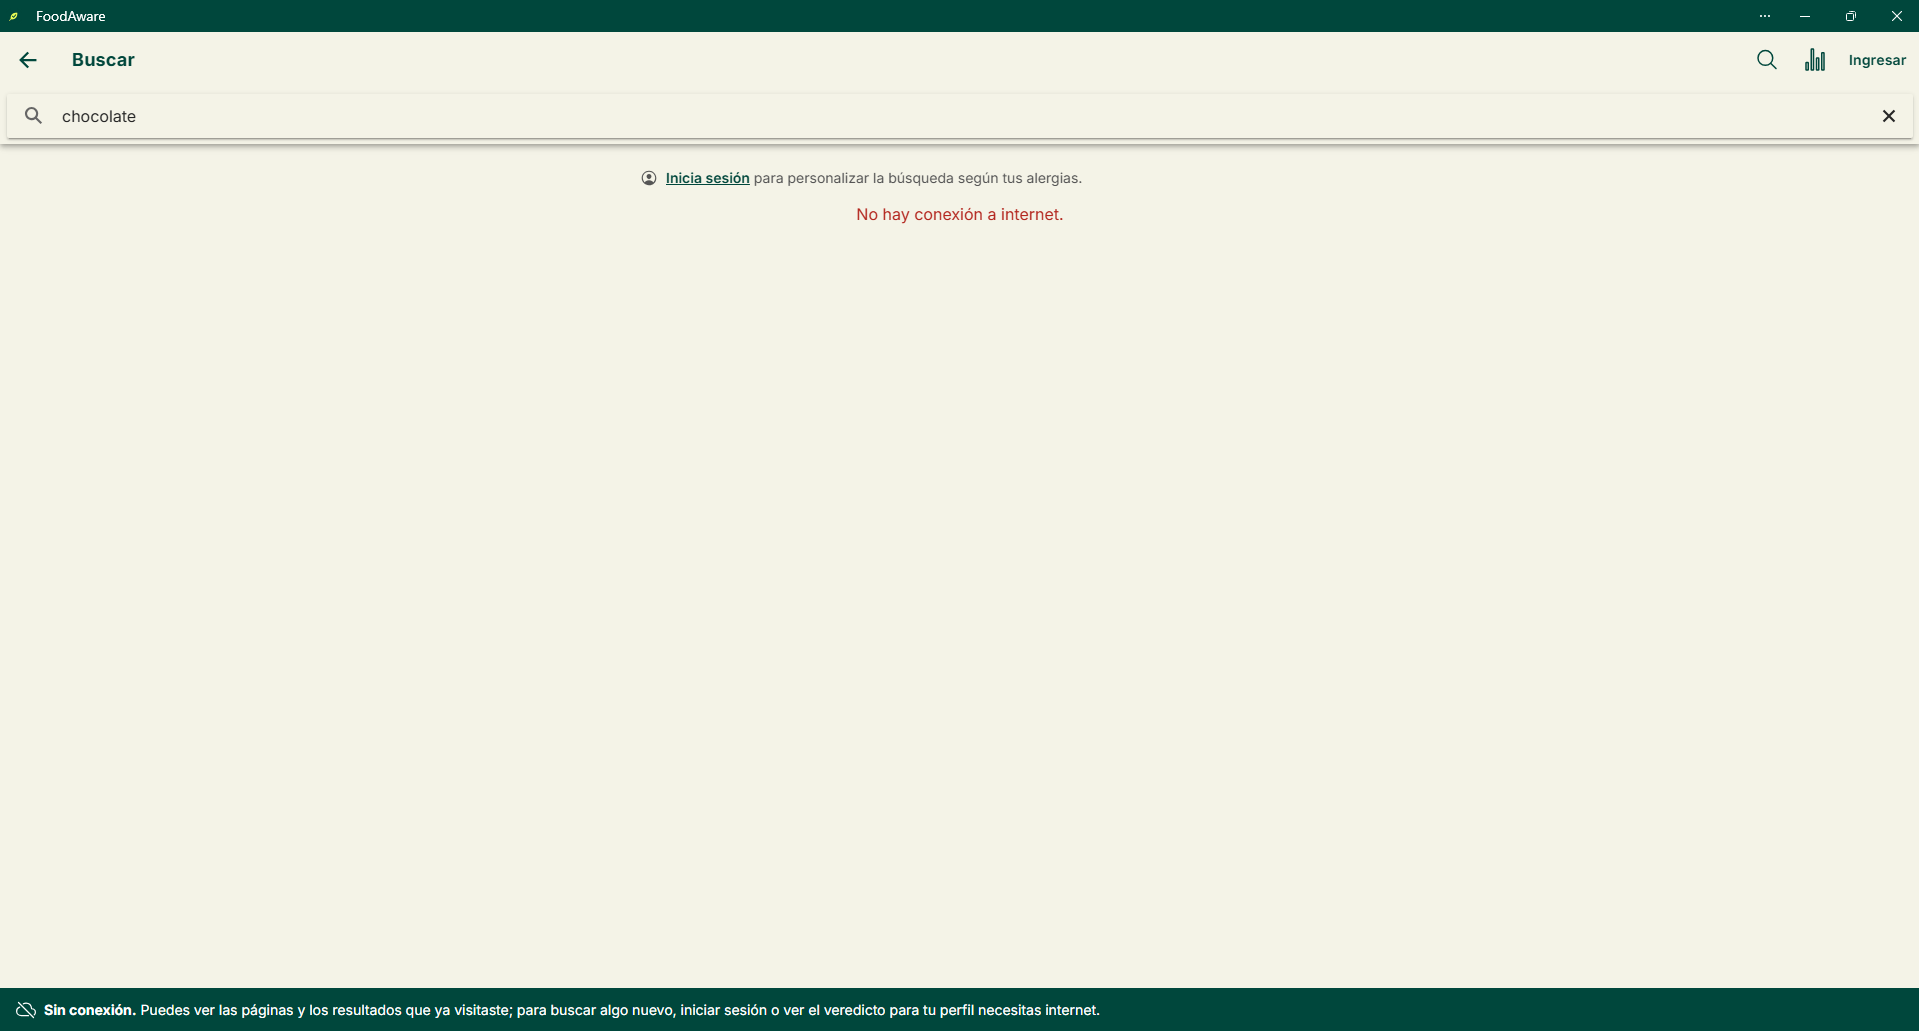 FoodAware
Buscar
Ingresar
chocolate
Inicia sesión para personalizar la búsqueda según tus alergias.
No hay conexión a internet.
Sin conexión. Puedes ver las páginas y los resultados que ya visitaste; para buscar algo nuevo, iniciar sesión o ver el veredicto para tu perfil necesitas internet.